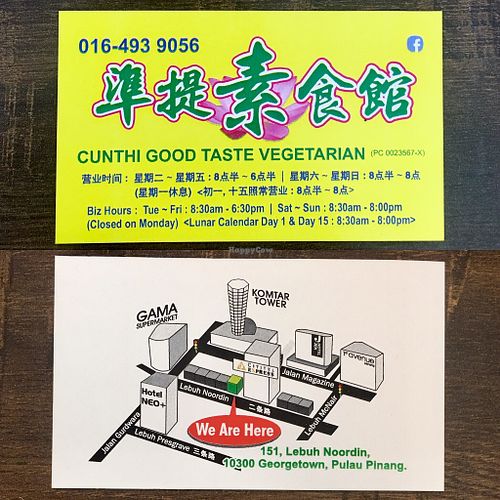 016-493 9056
f
準提素食館
CUNTHI GOOD TASTE VEGETARIAN (PC 0023567-X)
营业时间：星期二 ~ 星期五 : 8点半 ~ 6点半 | 星期六 ~ 星期日 : 8点半 ~ 8点
(星期一休息) <初一, 十五照常营业 : 8点半 ~ 8点>
Biz Hours : Tue ~ Fri : 8:30am - 6:30pm | Sat ~ Sun : 8:30am - 8:00pm
(Closed on Monday) <Lunar Calendar Day 1 & Day 15 : 8:30am - 8:00pm>
HappyCow
KOMTAR
TOWER
GAMA
SUPERMARKET
CITITEL
EXPRESS
Jalan Magazine
Lebuh Noordin
二条路
Lebuh McNair
Hotel
NEO+
We Are Here
Jalan Gurdwara
Lebuh Presgrave 三条路
151, Lebuh Noordin,
10300 Georgetown, Pulau Pinang.